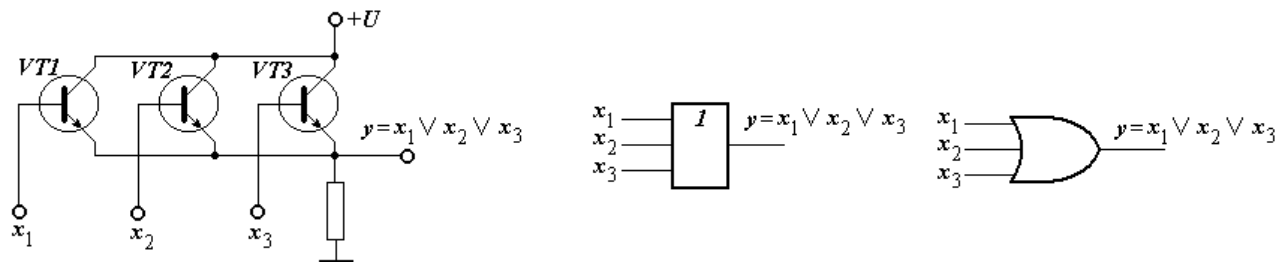 +U
VT1
VT2
VT3
y=x₁∨x₂∨x₃
x₁
x₂
x₃
x₁
x₂
x₃
1
y=x₁∨x₂∨x₃
x₁
x₂
x₃
y=x₁∨x₂∨x₃